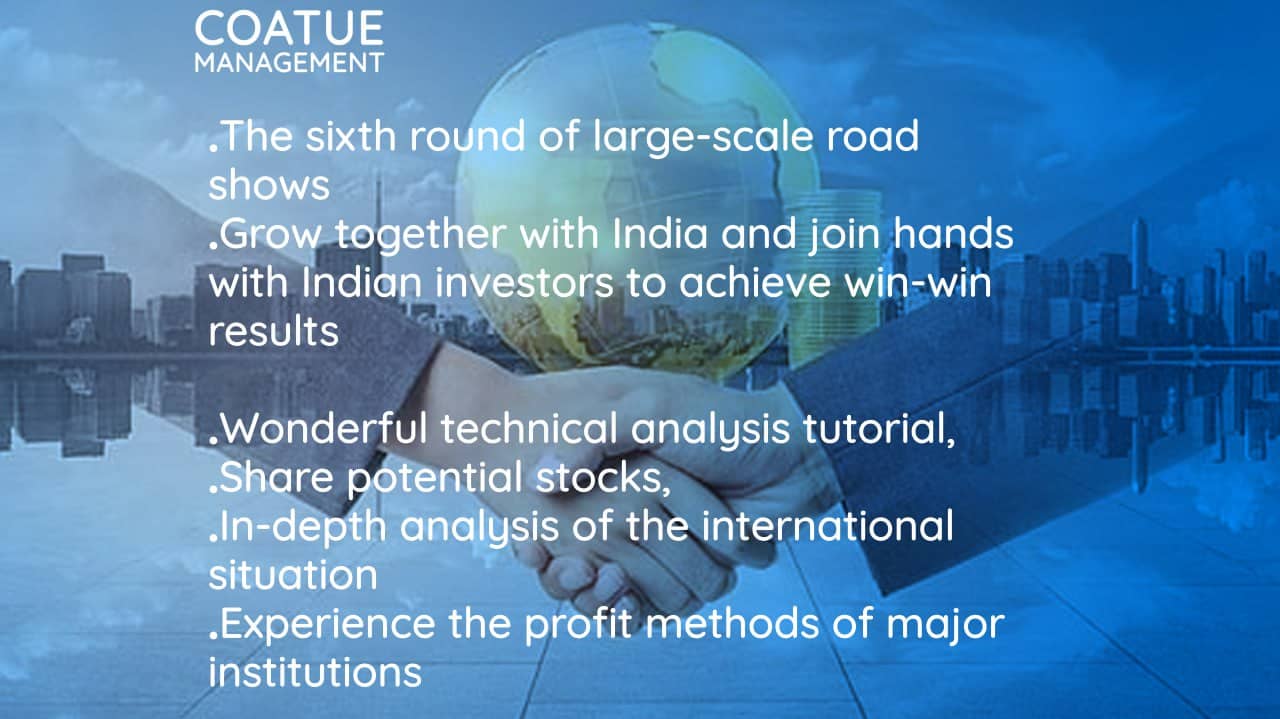 COATUE
MANAGEMENT
.The sixth round of large-scale road
shows
.Grow together with India and join hands
with Indian investors to achieve win-win
results
.Wonderful technical analysis tutorial,
.Share potential stocks,
.In-depth analysis of the international
situation
.Experience the profit methods of major
institutions